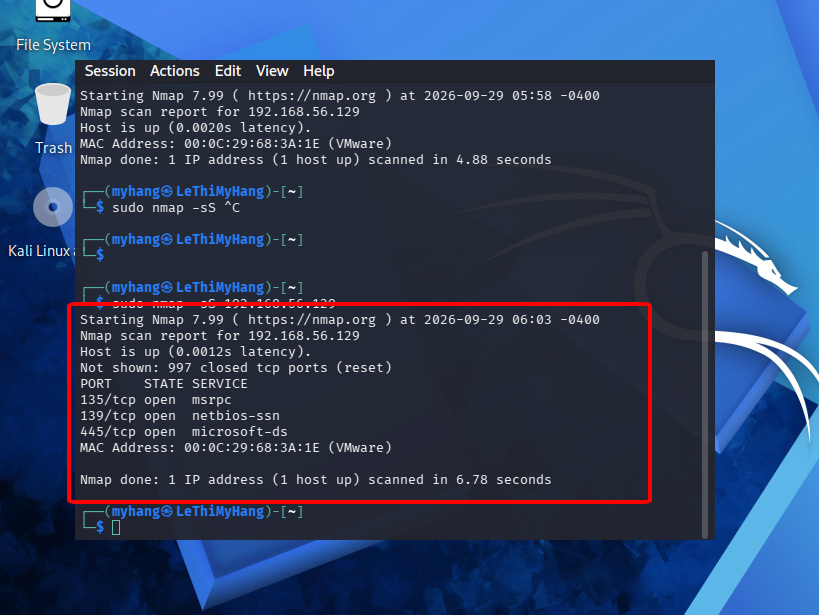 File System
Trash
Kali Linux a
Session Actions Edit View Help
Starting Nmap 7.99 ( https://nmap.org ) at 2026-09-29 05:58 -0400
Nmap scan report for 192.168.56.129
Host is up (0.0020s latency).
MAC Address: 00:0C:29:68:3A:1E (VMware)
Nmap done: 1 IP address (1 host up) scanned in 4.88 seconds
┌──(myhang㉿LeThiMyHang)-[~]
└─$ sudo nmap -sS ^C
┌──(myhang㉿LeThiMyHang)-[~]
└─$
┌──(myhang㉿LeThiMyHang)-[~]
└─$ sudo nmap -sS 192.168.56.129
Starting Nmap 7.99 ( https://nmap.org ) at 2026-09-29 06:03 -0400
Nmap scan report for 192.168.56.129
Host is up (0.0012s latency).
Not shown: 997 closed tcp ports (reset)
PORT    STATE SERVICE
135/tcp open  msrpc
139/tcp open  netbios-ssn
445/tcp open  microsoft-ds
MAC Address: 00:0C:29:68:3A:1E (VMware)
Nmap done: 1 IP address (1 host up) scanned in 6.78 seconds
┌──(myhang㉿LeThiMyHang)-[~]
└─$